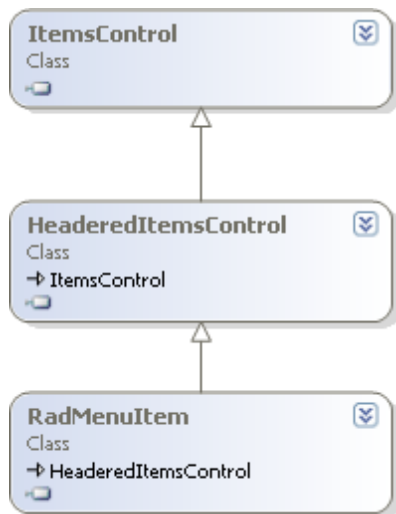 ItemsControl
Class
HeaderedItemsControl
Class
ItemsControl
RadMenuItem
Class
HeaderedItemsControl